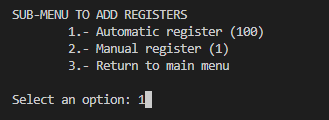 SUB-MENU TO ADD REGISTERS
1.- Automatic register (100)
2.- Manual register (1)
3.- Return to main menu
Select an option: 1